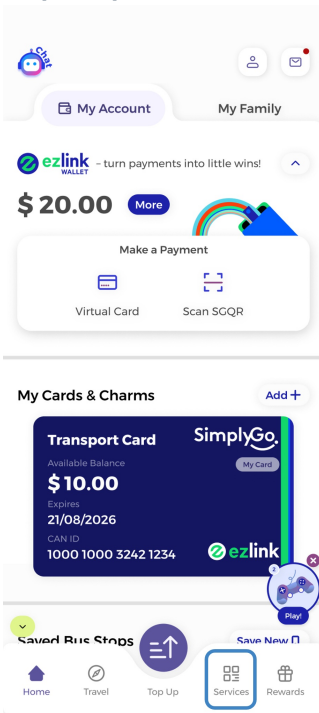 Chat
My Account
My Family
ezlink
WALLET
- turn payments into little wins!
$ 20.00
More
Make a Payment
Virtual Card
Scan SGQR
My Cards & Charms
Add +
Transport Card
SimplyGo.
Available Balance
My Card
$ 10.00
Expires
21/08/2026
CAN ID
1000 1000 3242 1234
ezlink
2
Play!
Saved Bus Stops
Save New
Home
Travel
Top Up
Services
Rewards